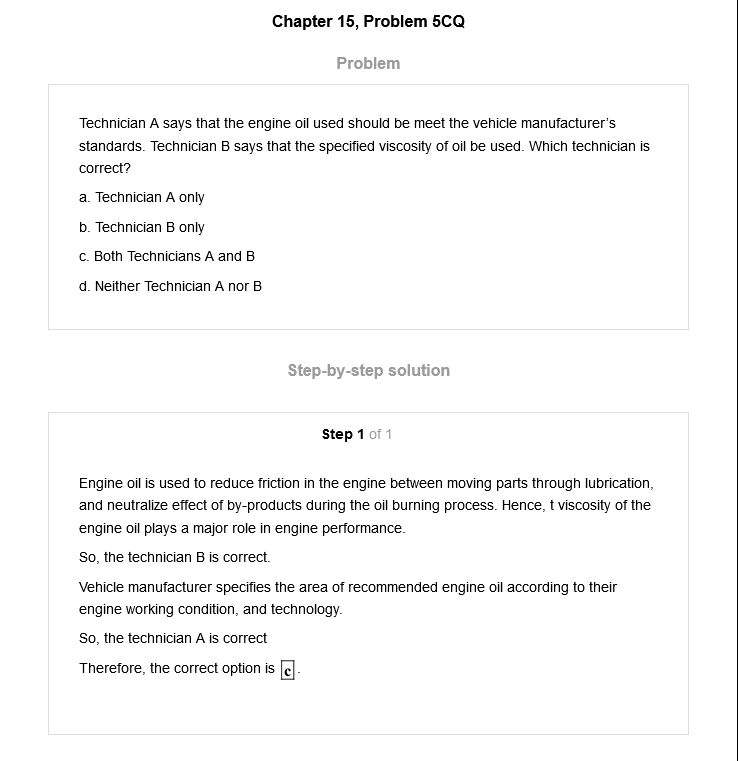 Chapter 15, Problem 5CQ
Problem
Technician A says that the engine oil used should be meet the vehicle manufacturer's
standards. Technician B says that the specified viscosity of oil be used. Which technician is
correct?
a. Technician A only
b. Technician B only
c. Both Technicians A and B
d. Neither Technician A nor B
Step-by-step solution
Step 1 of 1
Engine oil is used to reduce friction in the engine between moving parts through lubrication,
and neutralize effect of by-products during the oil burning process. Hence, t viscosity of the
engine oil plays a major role in engine performance.
So, the technician B is correct.
Vehicle manufacturer specifies the area of recommended engine oil according to their
engine working condition, and technology.
So, the technician A is correct
Therefore, the correct option is c.